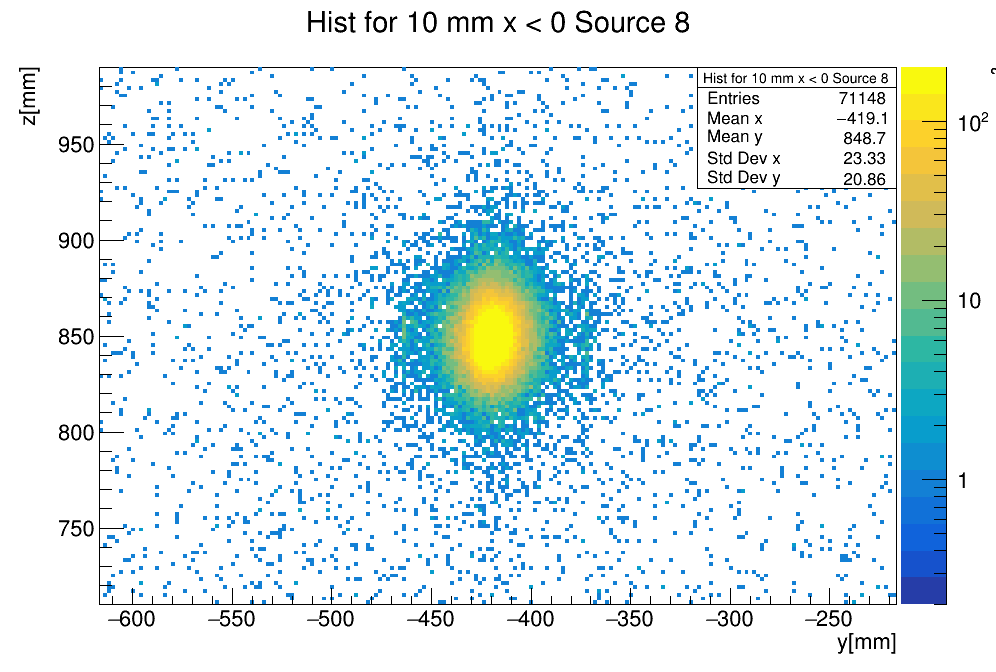 Hist for 10 mm x < 0 Source 8
z[mm]
Hist for 10 mm x < 0 Source 8
Entries 71148
Mean x −419.1
Mean y 848.7
Std Dev x 23.33
Std Dev y 20.86
950
900
850
800
750
−600 −550 −500 −450 −400 −350 −300 −250
y[mm]
10²
10
1